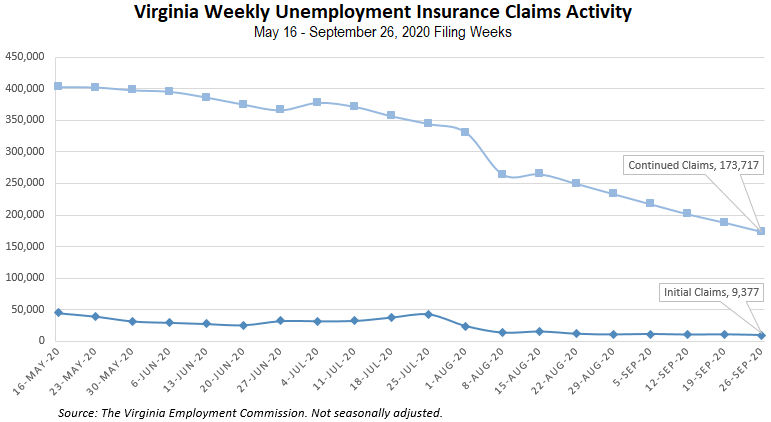 Virginia Weekly Unemployment Insurance Claims Activity
May 16 - September 26, 2020 Filing Weeks
450,000
400,000
350,000
300,000
250,000
200,000
150,000
100,000
50,000
0
Continued Claims, 173,717
Initial Claims, 9,377
16-MAY-20
23-MAY-20
30-MAY-20
6-JUN-20
13-JUN-20
20-JUN-20
27-JUN-20
4-JUL-20
11-JUL-20
18-JUL-20
25-JUL-20
1-AUG-20
8-AUG-20
15-AUG-20
22-AUG-20
29-AUG-20
5-SEP-20
12-SEP-20
19-SEP-20
26-SEP-20
Source: The Virginia Employment Commission. Not seasonally adjusted.